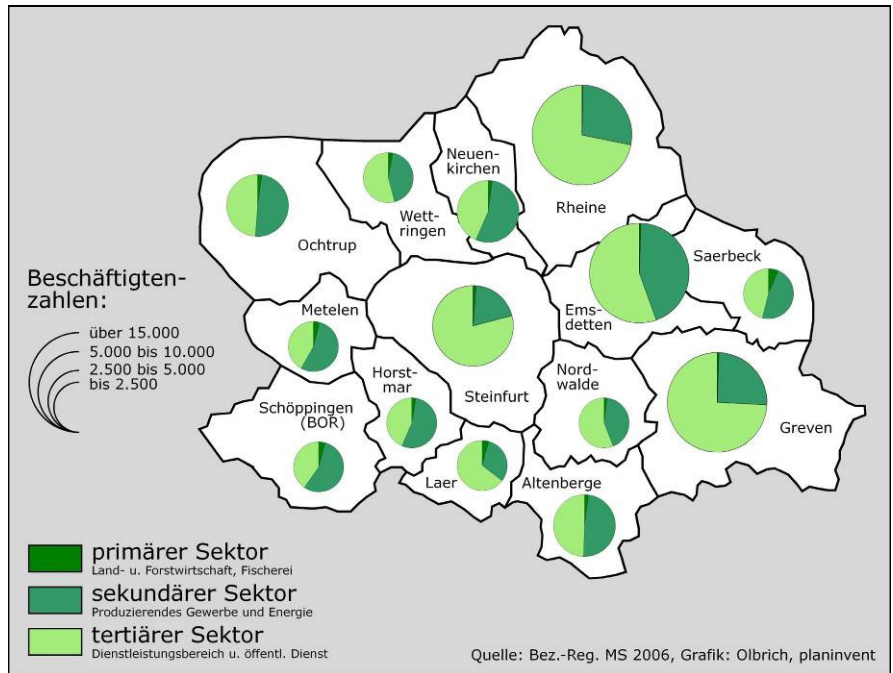 Neuen-
kirchen
Rheine
Wett-
ringen
Ochtrup
Saerbeck
Beschäftigten-
zahlen:
über 15.000
5.000 bis 10.000
2.500 bis 5.000
bis 2.500
Metelen
Ems-
detten
Horst-
mar
Nord-
walde
Steinfurt
Schöppingen
(BOR)
Greven
Laer
Altenberge
primärer Sektor
Land- u. Forstwirtschaft, Fischerei
sekundärer Sektor
Produzierendes Gewerbe und Energie
tertiärer Sektor
Dienstleistungsbereich u. öffentl. Dienst
Quelle: Bez.-Reg. MS 2006, Grafik: Olbrich, planinvent